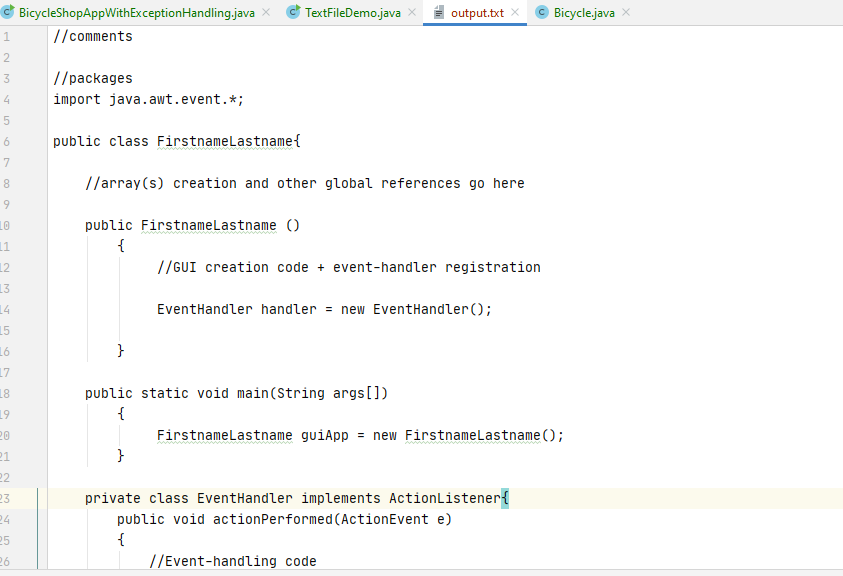 BicycleShopAppWithExceptionHandling.java TextFileDemo.java output.txt Bicycle.java
1 //comments
2
3 //packages
4 import java.awt.event.*;
5
6 public class FirstnameLastname{
7
8 //array(s) creation and other global references go here
9
10 public FirstnameLastname ()
11 {
12 //GUI creation code + event-handler registration
13
14 EventHandler handler = new EventHandler();
15
16 }
17
18 public static void main(String args[])
19 {
20 FirstnameLastname guiApp = new FirstnameLastname();
21 }
22
23 private class EventHandler implements ActionListener{
24 public void actionPerformed(ActionEvent e)
25 {
26 //Event-handling code